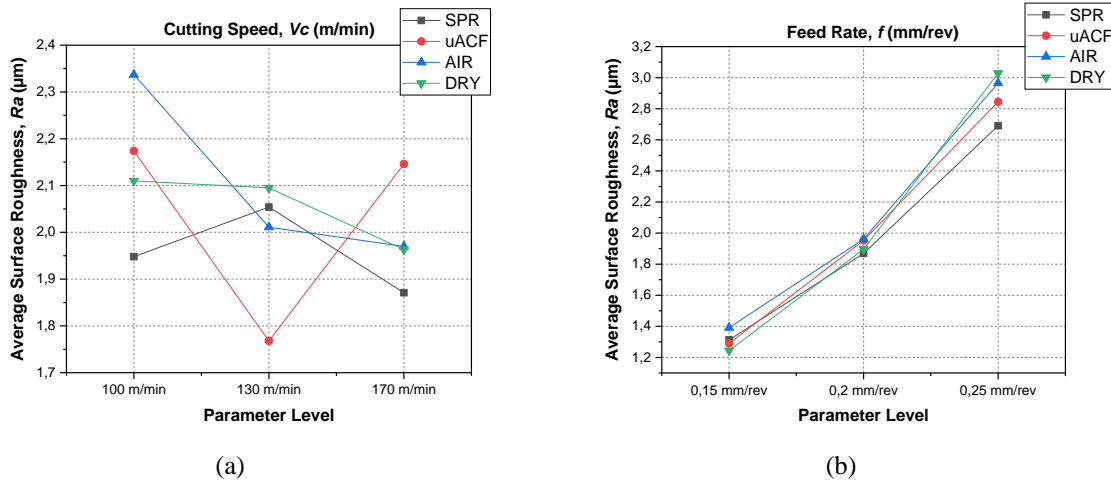 Cutting Speed, Vc (m/min)
SPR
uACF
AIR
DRY
Average Surface Roughness, Ra (µm)
2,4
2,3
2,2
2,1
2,0
1,9
1,8
1,7
100 m/min 130 m/min 170 m/min
Parameter Level
(a)
Feed Rate, f (mm/rev)
SPR
uACF
AIR
DRY
Average Surface Roughness, Ra (µm)
3,2
3,0
2,8
2,6
2,4
2,2
2,0
1,8
1,6
1,4
1,2
0,15 mm/rev 0,2 mm/rev 0,25 mm/rev
Parameter Level
(b)